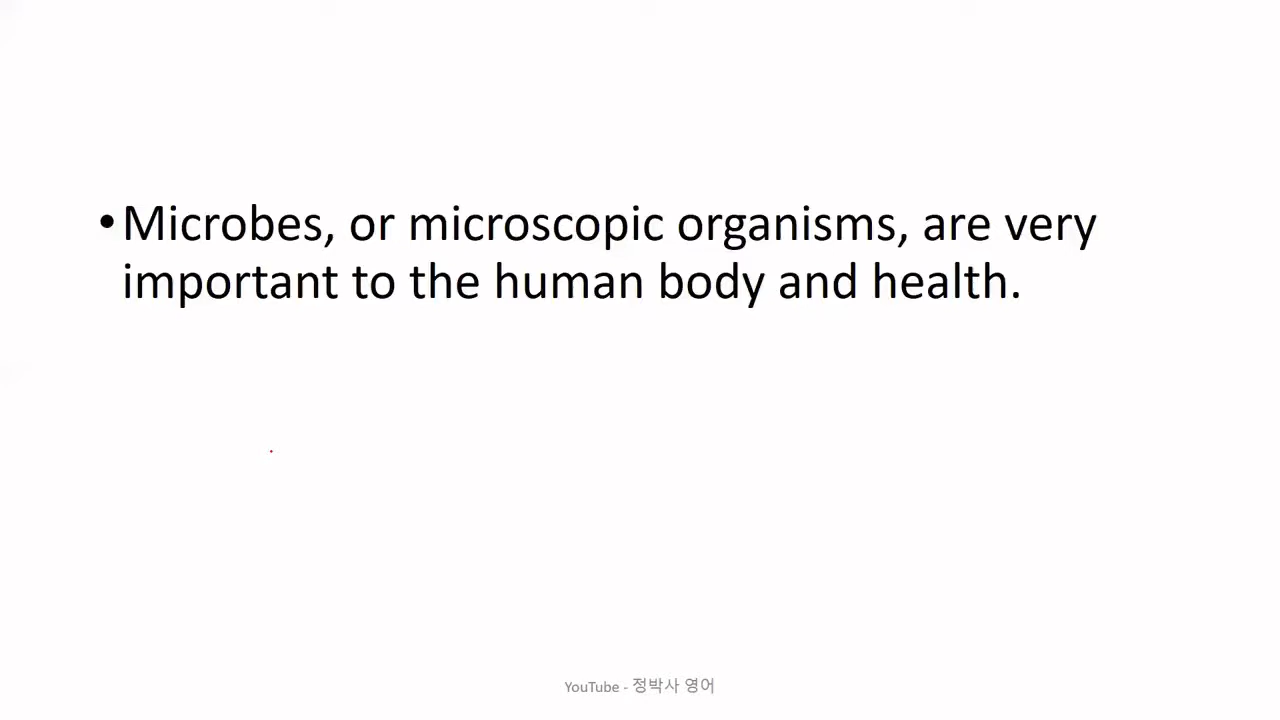 •Microbes, or microscopic organisms, are very
important to the human body and health.
YouTube - 정박사 영어